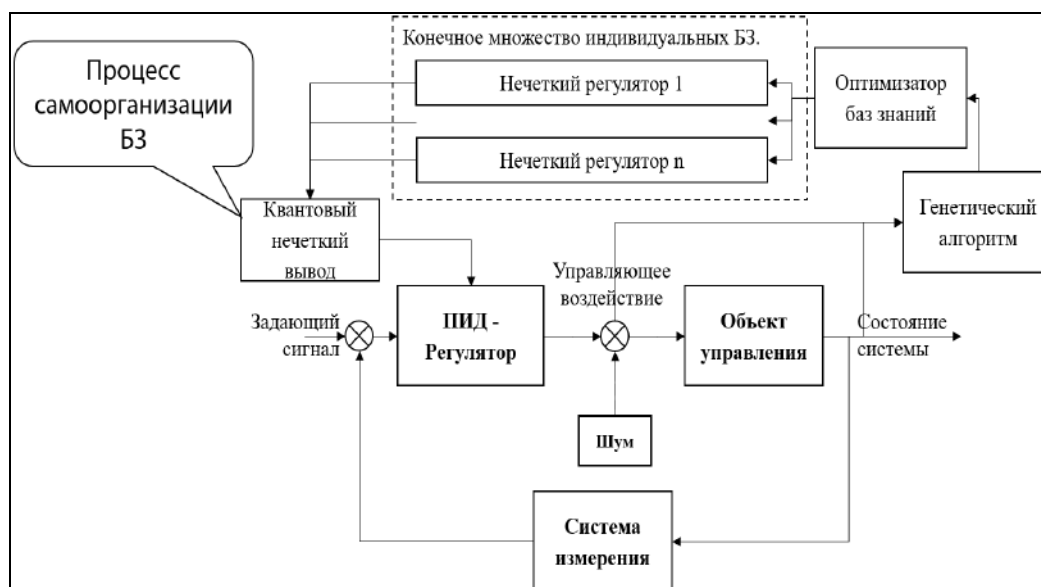 Процесс
самоорганизации
БЗ
Конечное множество индивидуальных БЗ.
Нечеткий регулятор 1
Нечеткий регулятор n
Оптимизатор
баз знаний
Генетический
алгоритм
Квантовый
нечеткий
вывод
Управляющее
воздействие
Задающий
сигнал
ПИД -
Регулятор
Объект
управления
Состояние
системы
Шум
Система
измерения